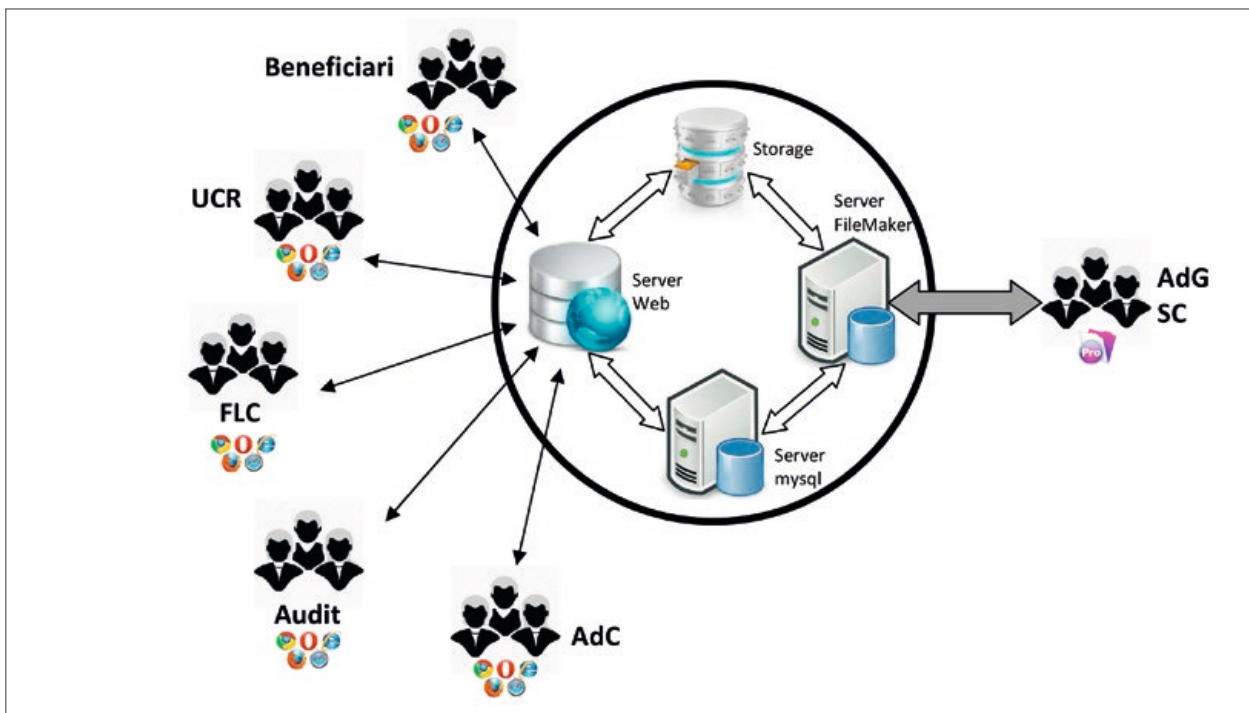 Beneficiari
UCR
FLC
Audit
AdC
Storage
Server
FileMaker
Server
Web
Server
mysql
AdG
SC
Pro